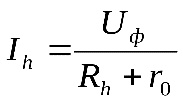 I_h = U_ф / (R_h + r_0)